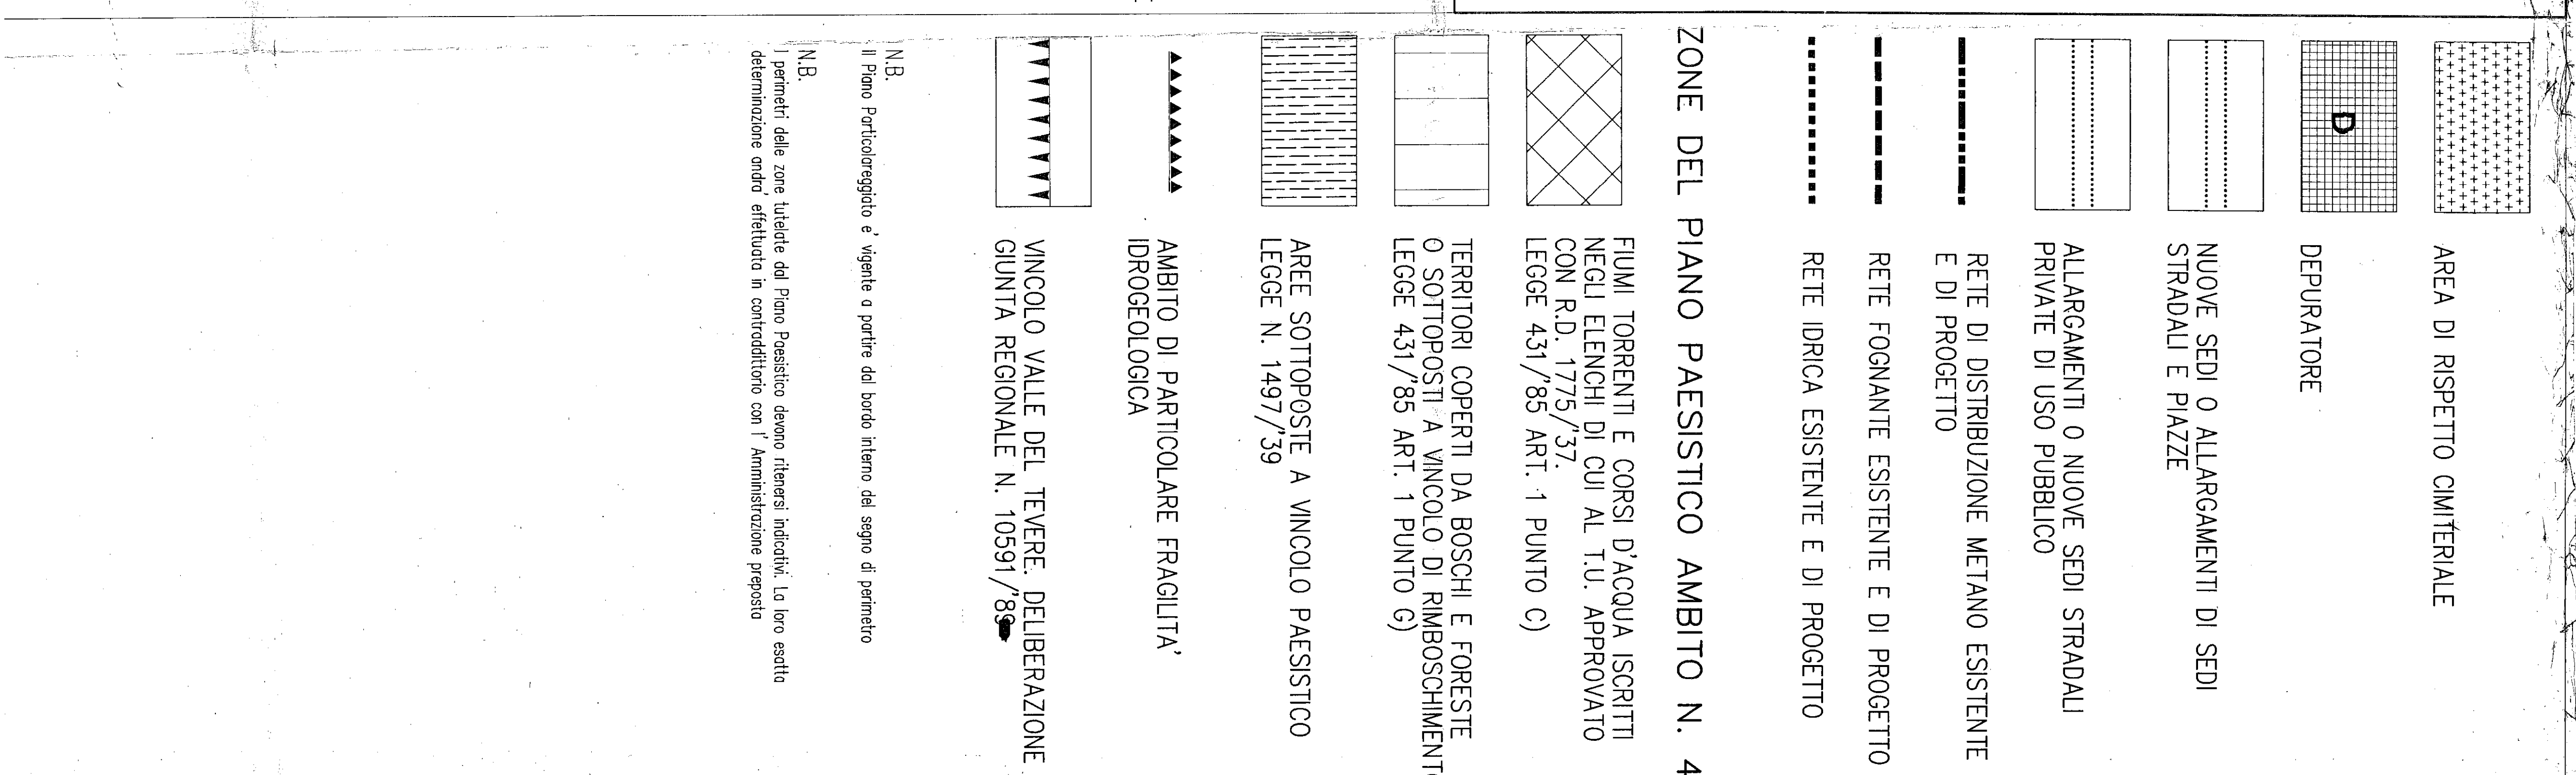 AREA DI RISPETTO CIMITERIALE
D
DEPURATORE
NUOVE SEDI O ALLARGAMENTI DI SEDI
STRADALI E PIAZZE
ALLARGAMENTI O NUOVE SEDI STRADALI
PRIVATE DI USO PUBBLICO
RETE DI DISTRIBUZIONE METANO ESISTENTE
E DI PROGETTO
RETE FOGNANTE ESISTENTE E DI PROGETTO
RETE IDRICA ESISTENTE E DI PROGETTO
ZONE DEL PIANO PAESISTICO AMBITO N. 4
FIUMI TORRENTI E CORSI D'ACQUA ISCRITTI
NEGLI ELENCHI DI CUI AL T.U. APPROVATO
CON R.D. 1775/'37.
LEGGE 431/'85 ART. 1 PUNTO C)
TERRITORI COPERTI DA BOSCHI E FORESTE
O SOTTOPOSTI A VINCOLO DI RIMBOSCHIMENTO
LEGGE 431/'85 ART. 1 PUNTO G)
AREE SOTTOPOSTE A VINCOLO PAESISTICO
LEGGE N. 1497/'39
AMBITO DI PARTICOLARE FRAGILITA'
IDROGEOLOGICA
VINCOLO VALLE DEL TEVERE. DELIBERAZIONE
GIUNTA REGIONALE N. 10591/'89
N.B.
Il Piano Particolareggiato e' vigente a partire dal bordo interno del segno di perimetro
N.B.
I perimetri delle zone tutelate dal Piano Paesistico devono ritenersi indicativi. La loro esatta
determinazione andra' effettuata in contraddittorio con l' Amministrazione preposta